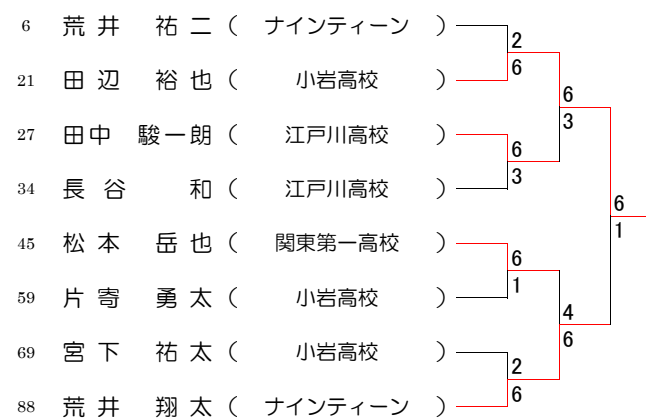 6 荒井 祐二 ( ナインティーン )
2
21 田辺 裕也 ( 小岩高校 )
6
6
3
27 田中 駿一朗 ( 江戸川高校 )
6
34 長谷 和 ( 江戸川高校 )
3
6
1
45 松本 岳也 ( 関東第一高校 )
6
59 片寄 勇太 ( 小岩高校 )
1
4
6
69 宮下 祐太 ( 小岩高校 )
2
88 荒井 翔太 ( ナインティーン )
6